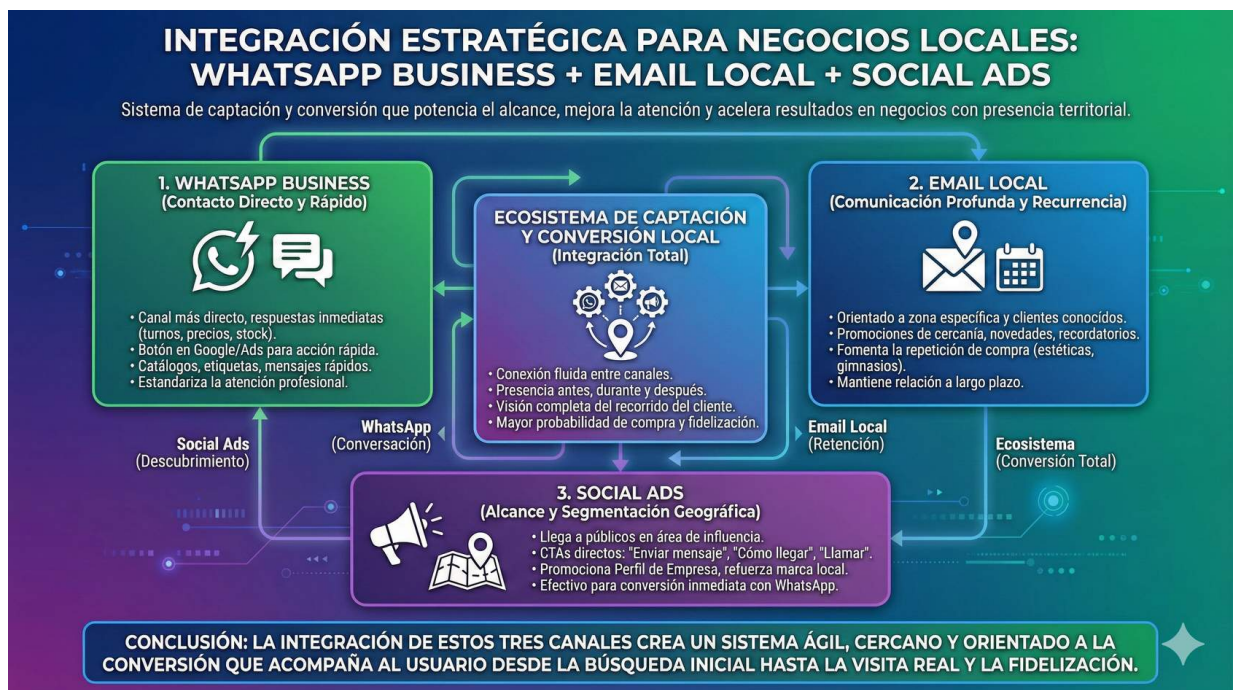 INTEGRACIÓN ESTRATÉGICA PARA NEGOCIOS LOCALES:
WHATSAPP BUSINESS + EMAIL LOCAL + SOCIAL ADS
Sistema de captación y conversión que potencia el alcance, mejora la atención y acelera resultados en negocios con presencia territorial.
1. WHATSAPP BUSINESS
(Contacto Directo y Rápido)
• Canal más directo, respuestas inmediatas
(turnos, precios, stock).
• Botón en Google/Ads para acción rápida.
• Catálogos, etiquetas, mensajes rápidos.
• Estandariza la atención profesional.
ECOSISTEMA DE CAPTACIÓN
Y CONVERSIÓN LOCAL
(Integración Total)
• Conexión fluida entre canales.
• Presencia antes, durante y después.
• Visión completa del recorrido del cliente.
• Mayor probabilidad de compra y fidelización.
2. EMAIL LOCAL
(Comunicación Profunda y Recurrencia)
• Orientado a zona específica y clientes conocídos.
• Promociones de cercanía, novedades, recordatorios.
• Fomenta la repetición de compra (estéticas,
gimnasios).
• Mantiene relación a largo plazo.
Social Ads
(Descubrimiento)
WhatsApp
(Conversación)
Email Local
(Retención)
Ecosistema
(Conversión Total)
3. SOCIAL ADS
(Alcance y Segmentación Geográfica)
• Llega a públicos en área de influencia.
• CTAs directos: "Enviar mensaje", "Cómo llegar", "Llamar".
• Promociona Perfil de Empresa, refuerza marca local.
• Efectivo para conversión inmediata con WhatsApp.
CONCLUSIÓN: LA INTEGRACIÓN DE ESTOS TRES CANALES CREA UN SISTEMA ÁGIL, CERCANO Y ORIENTADO A LA
CONVERSIÓN QUE ACOMPAÑA AL USUARIO DESDE LA BÚSQUEDA INICIAL HASTA LA VISITA REAL Y LA FIDELIZACIÓN.